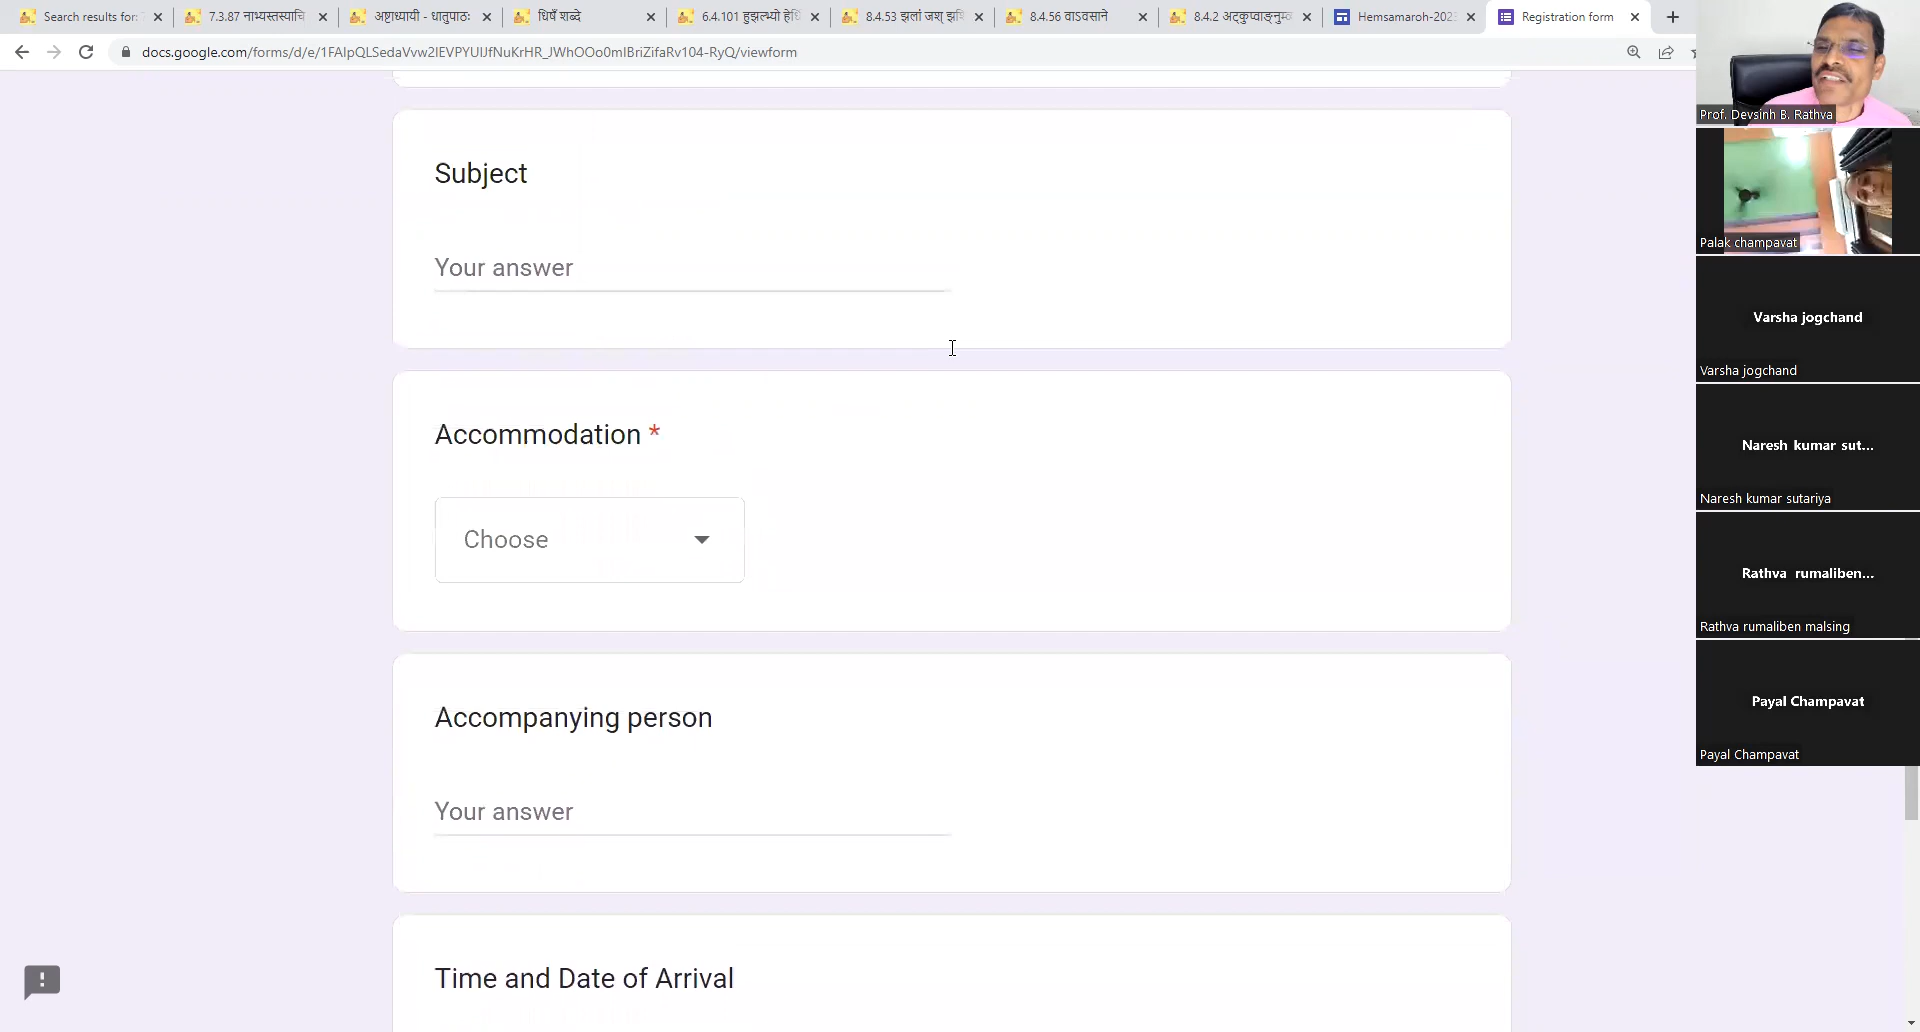 Search results for:
7.3.87 नाभ्यस्तस्याचि
अष्टाध्यायी - धातुपाठः
धिषँ शब्दे
6.4.101 हुझल्भ्यो हेर्धि
8.4.53 झलां जश् झशि
8.4.56 वाऽवसाने
8.4.2 अट्कुप्वाङ्नुम्व
Hemsamaroh-202
Registration form
docs.google.com/forms/d/e/1FAIpQLSedaVvw2lEVPYUIJfNuKrHR_JWhOOo0mIBriZifaRv104-RyQ/viewform
Prof. Devsinh B. Rathva
Subject
Your answer
Palak champavat
Varsha jogchand
Varsha jogchand
Accommodation *
Naresh kumar sut...
Naresh kumar sutariya
Choose
Rathva rumaliben...
Rathva rumaliben malsing
Accompanying person
Payal Champavat
Payal Champavat
Your answer
Time and Date of Arrival